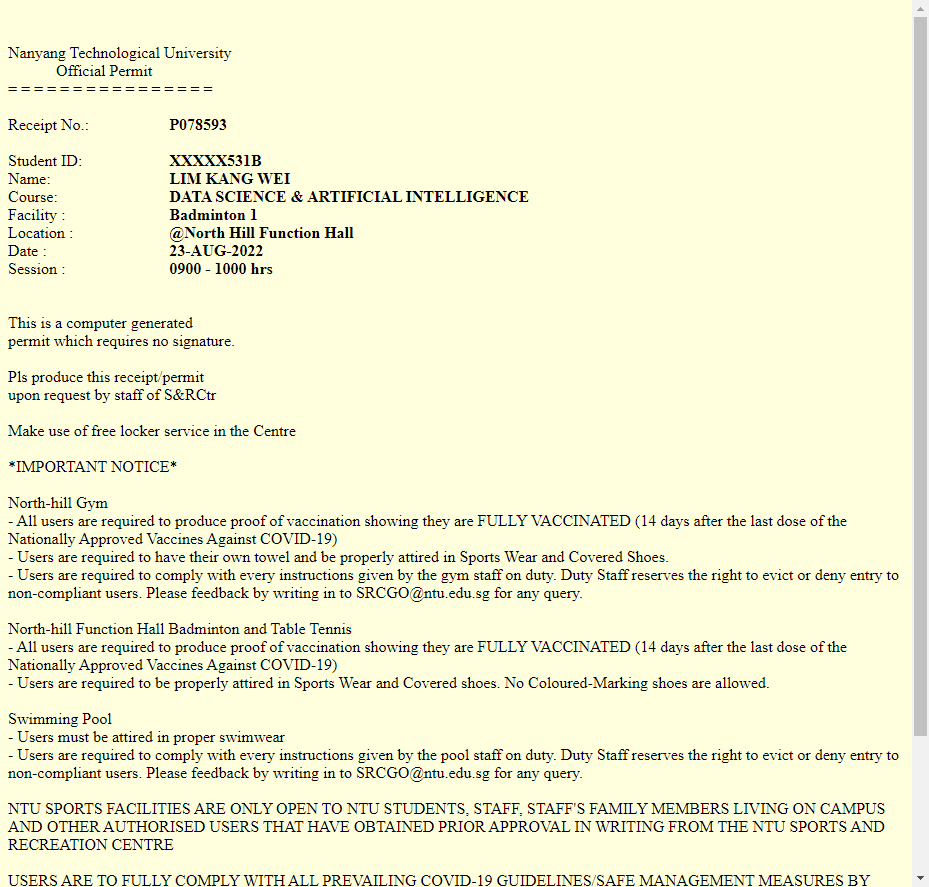 Nanyang Technological University
Official Permit
= = = = = = = = = = = = = = = =
Receipt No.: P078593
Student ID: XXXXX531B
Name: LIM KANG WEI
Course: DATA SCIENCE & ARTIFICIAL INTELLIGENCE
Facility : Badminton 1
Location : @North Hill Function Hall
Date : 23-AUG-2022
Session : 0900 - 1000 hrs
This is a computer generated
permit which requires no signature.
Pls produce this receipt/permit
upon request by staff of S&RCtr
Make use of free locker service in the Centre
*IMPORTANT NOTICE*
North-hill Gym
- All users are required to produce proof of vaccination showing they are FULLY VACCINATED (14 days after the last dose of the
Nationally Approved Vaccines Against COVID-19)
- Users are required to have their own towel and be properly attired in Sports Wear and Covered Shoes.
- Users are required to comply with every instructions given by the gym staff on duty. Duty Staff reserves the right to evict or deny entry to
non-compliant users. Please feedback by writing in to SRCGO@ntu.edu.sg for any query.
North-hill Function Hall Badminton and Table Tennis
- All users are required to produce proof of vaccination showing they are FULLY VACCINATED (14 days after the last dose of the
Nationally Approved Vaccines Against COVID-19)
- Users are required to be properly attired in Sports Wear and Covered shoes. No Coloured-Marking shoes are allowed.
Swimming Pool
- Users must be attired in proper swimwear
- Users are required to comply with every instructions given by the pool staff on duty. Duty Staff reserves the right to evict or deny entry to
non-compliant users. Please feedback by writing in to SRCGO@ntu.edu.sg for any query.
NTU SPORTS FACILITIES ARE ONLY OPEN TO NTU STUDENTS, STAFF, STAFF'S FAMILY MEMBERS LIVING ON CAMPUS
AND OTHER AUTHORISED USERS THAT HAVE OBTAINED PRIOR APPROVAL IN WRITING FROM THE NTU SPORTS AND
RECREATION CENTRE
USERS ARE TO FULLY COMPLY WITH ALL PREVAILING COVID-19 GUIDELINES/SAFE MANAGEMENT MEASURES BY